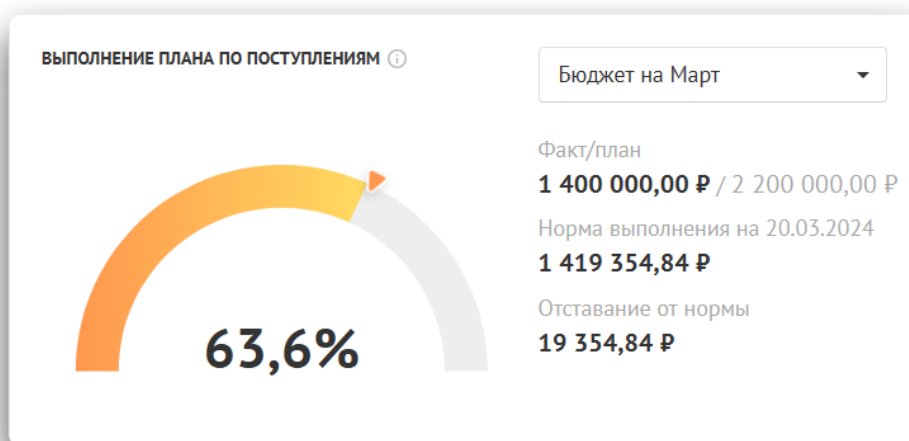 ВЫПОЛНЕНИЕ ПЛАНА ПО ПОСТУПЛЕНИЯМ
Бюджет на Март
Факт/план
1 400 000,00 ₽ / 2 200 000,00 ₽
Норма выполнения на 20.03.2024
1 419 354,84 ₽
Отставание от нормы
19 354,84 ₽
63,6%